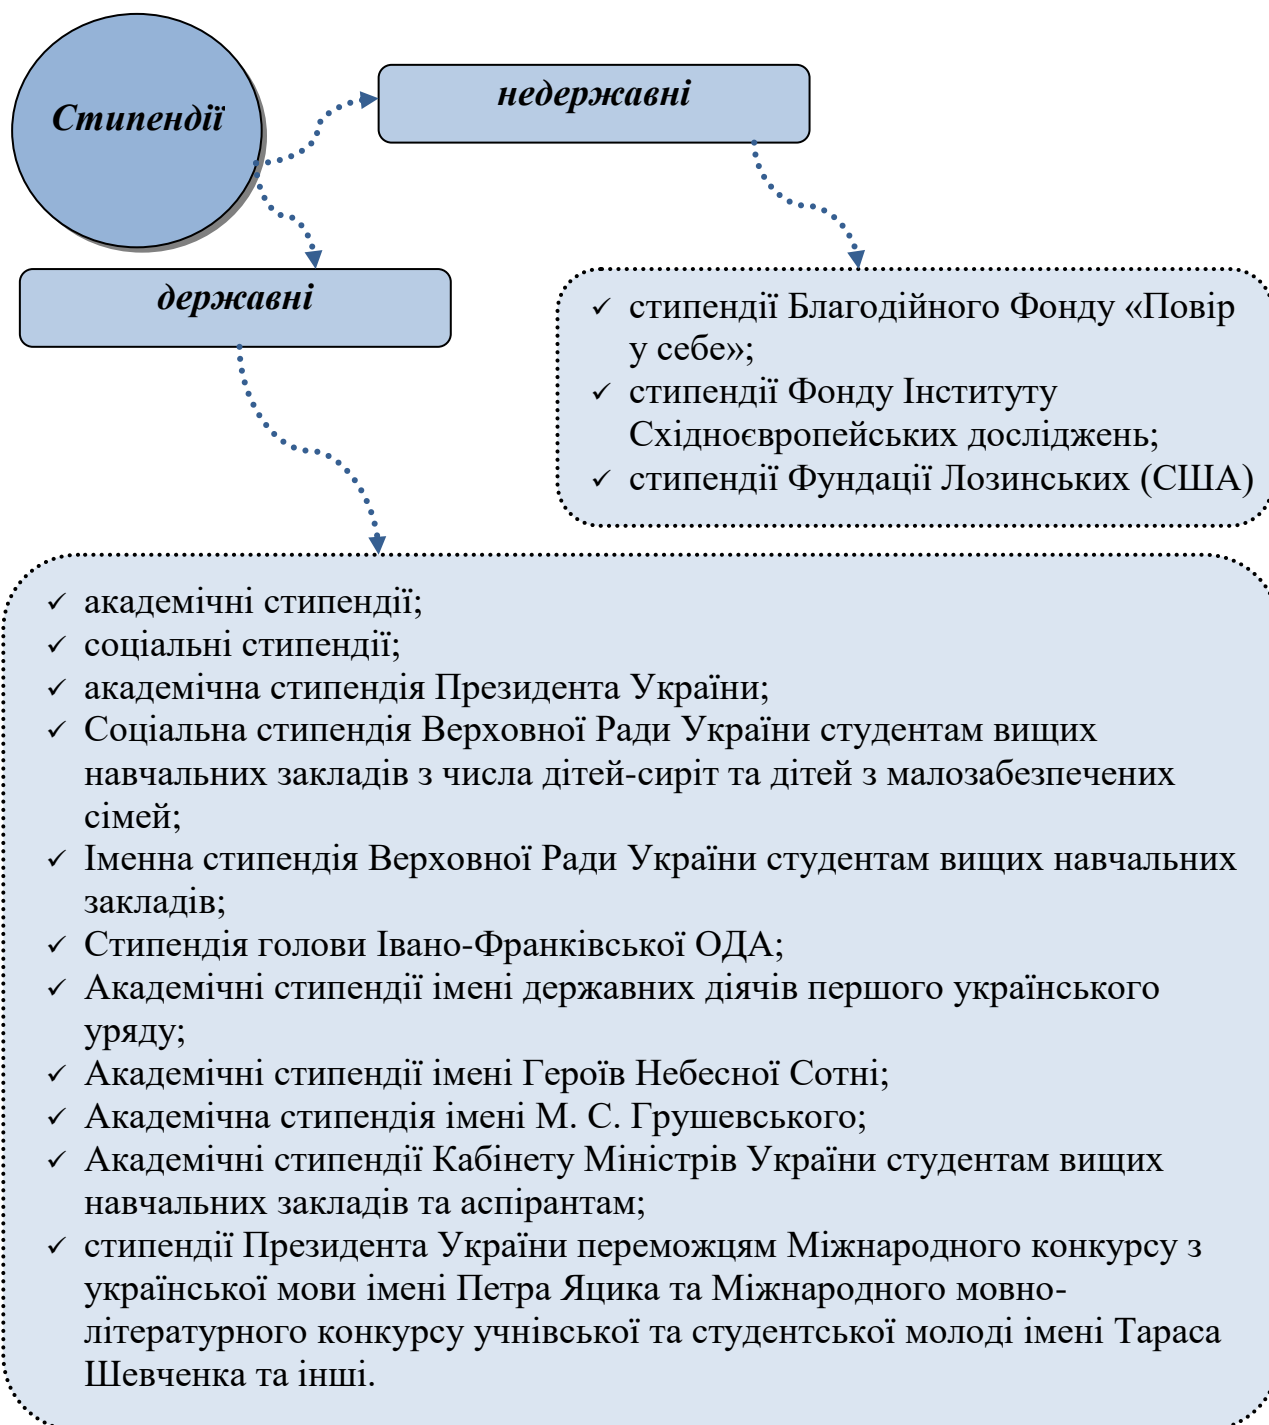 Стипендії
недержавні
державні
✓ стипендії Благодійного Фонду «Повір
у себе»;
✓ стипендії Фонду Інституту
Східноєвропейських досліджень;
✓ стипендії Фундації Лозинських (США)
✓ академічні стипендії;
✓ соціальні стипендії;
✓ академічна стипендія Президента України;
✓ Соціальна стипендія Верховної Ради України студентам вищих
навчальних закладів з числа дітей-сиріт та дітей з малозабезпечених
сімей;
✓ Іменна стипендія Верховної Ради України студентам вищих навчальних
закладів;
✓ Стипендія голови Івано-Франківської ОДА;
✓ Академічні стипендії імені державних діячів першого українського
уряду;
✓ Академічні стипендії імені Героїв Небесної Сотні;
✓ Академічна стипендія імені М. С. Грушевського;
✓ Академічні стипендії Кабінету Міністрів України студентам вищих
навчальних закладів та аспірантам;
✓ стипендії Президента України переможцям Міжнародного конкурсу з
української мови імені Петра Яцика та Міжнародного мовно-
літературного конкурсу учнівської та студентської молоді імені Тараса
Шевченка та інші.